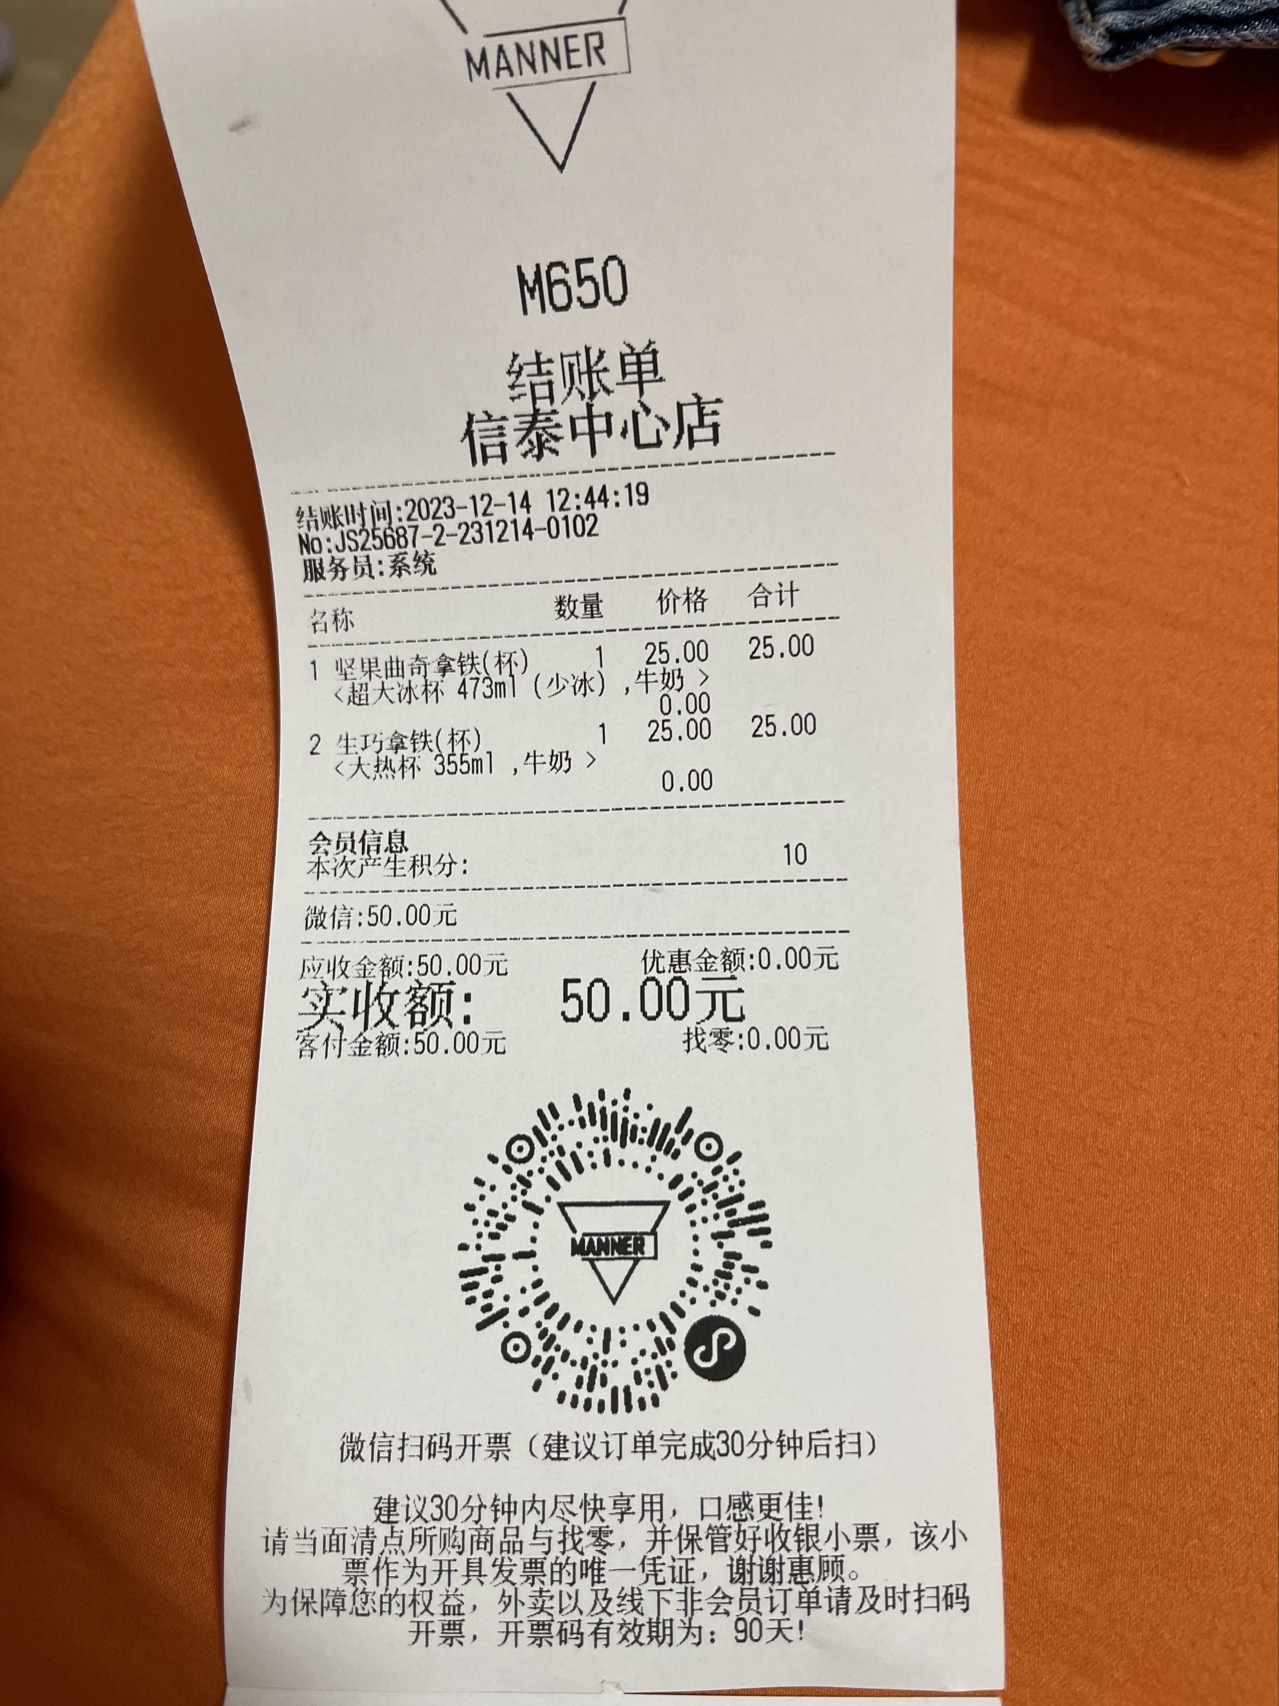 MANNER
M650
结账单
信泰中心店
结账时间:2023-12-14 12:44:19
No:JS25687-2-231214-0102
服务员:系统
名称 数量 价格 合计
1 坚果曲奇拿铁(杯) 1 25.00 25.00
<超大冰杯 473ml (少冰) ,牛奶 >
0.00
2 生巧拿铁(杯) 1 25.00 25.00
<大热杯 355ml ,牛奶 >
0.00
会员信息
本次产生积分: 10
微信:50.00元
应收金额:50.00元 优惠金额:0.00元
实收额: 50.00元
客付金额:50.00元 找零:0.00元
MANNER
微信扫码开票（建议订单完成30分钟后扫）
建议30分钟内尽快享用，口感更佳!
请当面清点所购商品与找零，并保管好收银小票，该小
票作为开具发票的唯一凭证，谢谢惠顾。
为保障您的权益，外卖以及线下非会员订单请及时扫码
开票，开票码有效期为：90天!